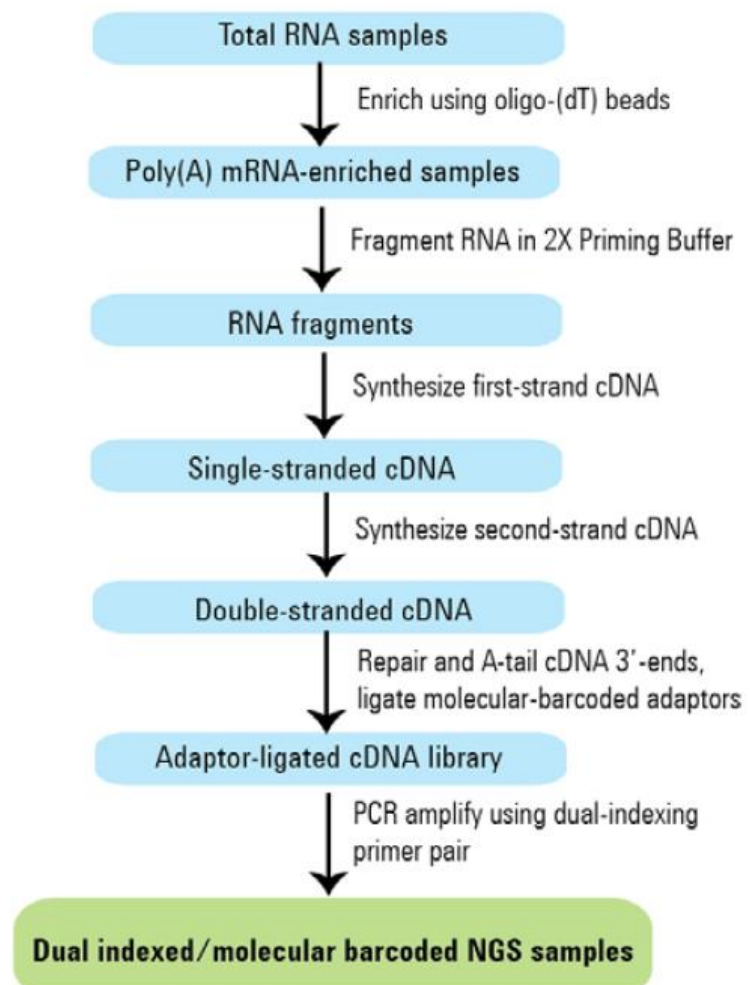 Total RNA samples
Enrich using oligo-(dT) beads
Poly(A) mRNA-enriched samples
Fragment RNA in 2X Priming Buffer
RNA fragments
Synthesize first-strand cDNA
Single-stranded cDNA
Synthesize second-strand cDNA
Double-stranded cDNA
Repair and A-tail cDNA 3′-ends,
ligate molecular-barcoded adaptors
Adaptor-ligated cDNA library
PCR amplify using dual-indexing
primer pair
Dual indexed/molecular barcoded NGS samples